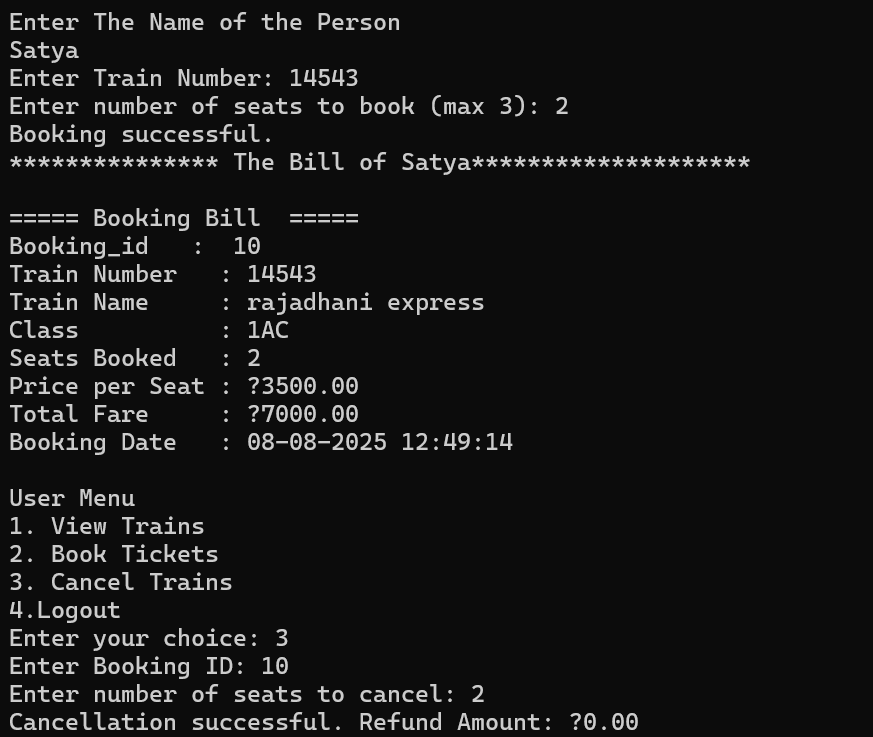 Enter The Name of the Person
Satya
Enter Train Number: 14543
Enter number of seats to book (max 3): 2
Booking successful.
*************** The Bill of Satya********************
===== Booking Bill  =====
Booking_id   :  10
Train Number   : 14543
Train Name     : rajadhani express
Class          : 1AC
Seats Booked   : 2
Price per Seat : ?3500.00
Total Fare     : ?7000.00
Booking Date   : 08-08-2025 12:49:14
User Menu
1. View Trains
2. Book Tickets
3. Cancel Trains
4.Logout
Enter your choice: 3
Enter Booking ID: 10
Enter number of seats to cancel: 2
Cancellation successful. Refund Amount: ?0.00